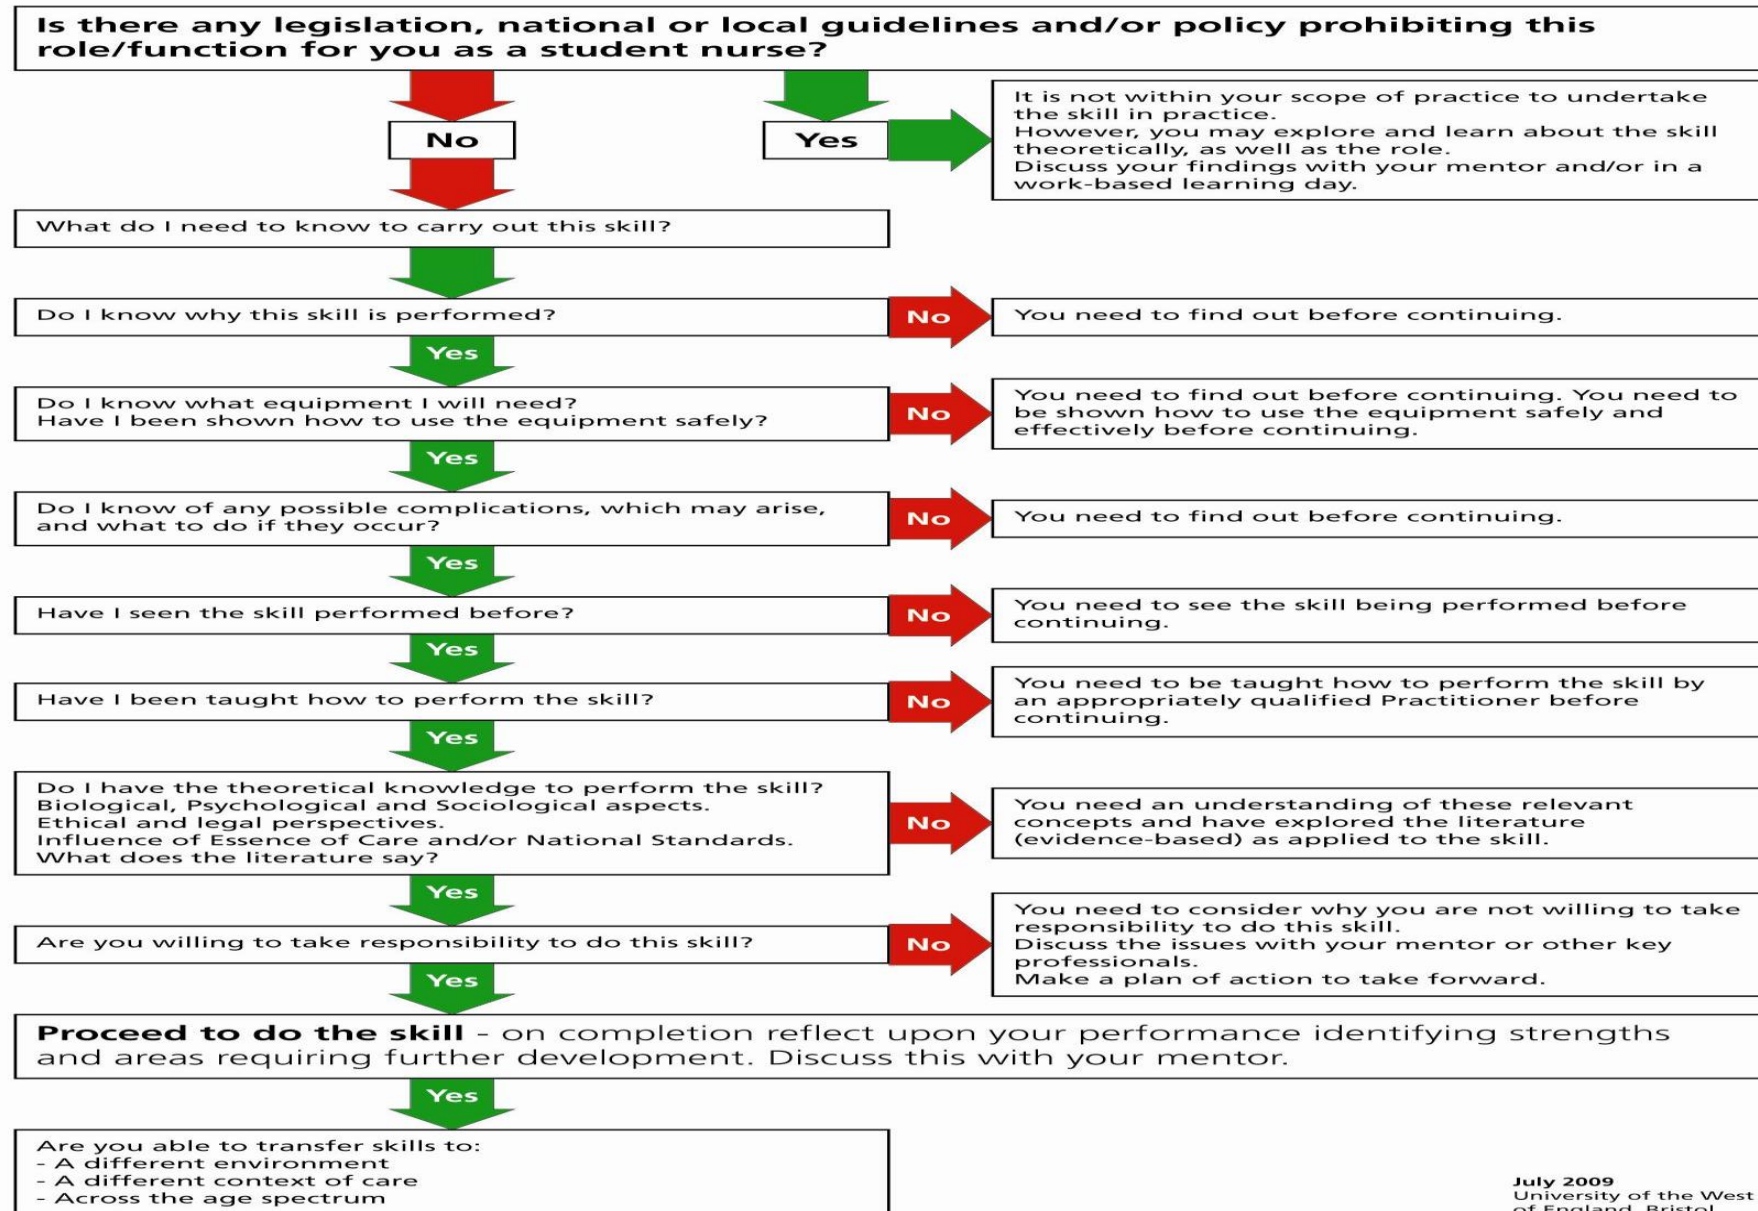 Is there any legislation, national or local guidelines and/or policy prohibiting this
role/function for you as a student nurse?
No
Yes
It is not within your scope of practice to undertake
the skill in practice.
However, you may explore and learn about the skill
theoretically, as well as the role.
Discuss your findings with your mentor and/or in a
work-based learning day.
What do I need to know to carry out this skill?
Do I know why this skill is performed?
No
You need to find out before continuing.
Yes
Do I know what equipment I will need?
Have I been shown how to use the equipment safely?
No
You need to find out before continuing. You need to
be shown how to use the equipment safely and
effectively before continuing.
Yes
Do I know of any possible complications, which may arise,
and what to do if they occur?
No
You need to find out before continuing.
Yes
Have I seen the skill performed before?
No
You need to see the skill being performed before
continuing.
Yes
Have I been taught how to perform the skill?
No
You need to be taught how to perform the skill by
an appropriately qualified Practitioner before
continuing.
Yes
Do I have the theoretical knowledge to perform the skill?
Biological, Psychological and Sociological aspects.
Ethical and legal perspectives.
Influence of Essence of Care and/or National Standards.
What does the literature say?
No
You need an understanding of these relevant
concepts and have explored the literature
(evidence-based) as applied to the skill.
Yes
Are you willing to take responsibility to do this skill?
No
You need to consider why you are not willing to take
responsibility to do this skill.
Discuss the issues with your mentor or other key
professionals.
Make a plan of action to take forward.
Yes
Proceed to do the skill - on completion reflect upon your performance identifying strengths
and areas requiring further development. Discuss this with your mentor.
Yes
Are you able to transfer skills to:
- A different environment
- A different context of care
- Across the age spectrum
July 2009
University of the West
of England, Bristol